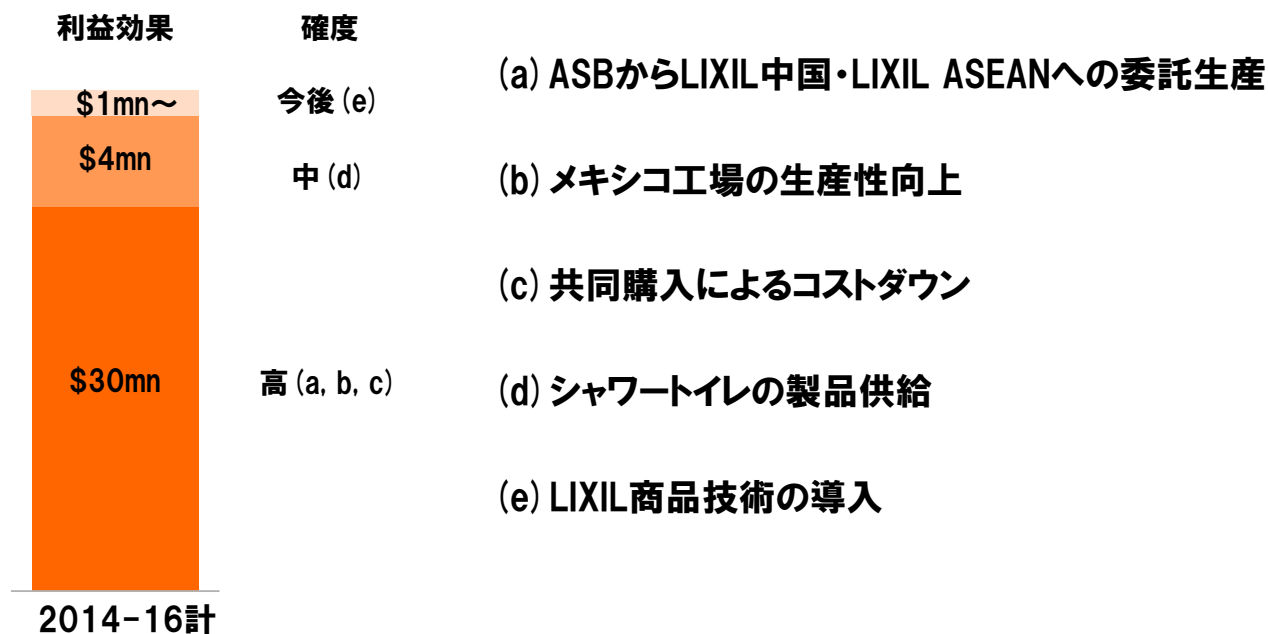 利益効果 確度
$1mn～ 今後(e)
$4mn 中(d)
$30mn 高(a, b, c)
2014-16計
(a) ASBからLIXIL中国・LIXIL ASEANへの委託生産
(b) メキシコ工場の生産性向上
(c) 共同購入によるコストダウン
(d) シャワートイレの製品供給
(e) LIXIL商品技術の導入